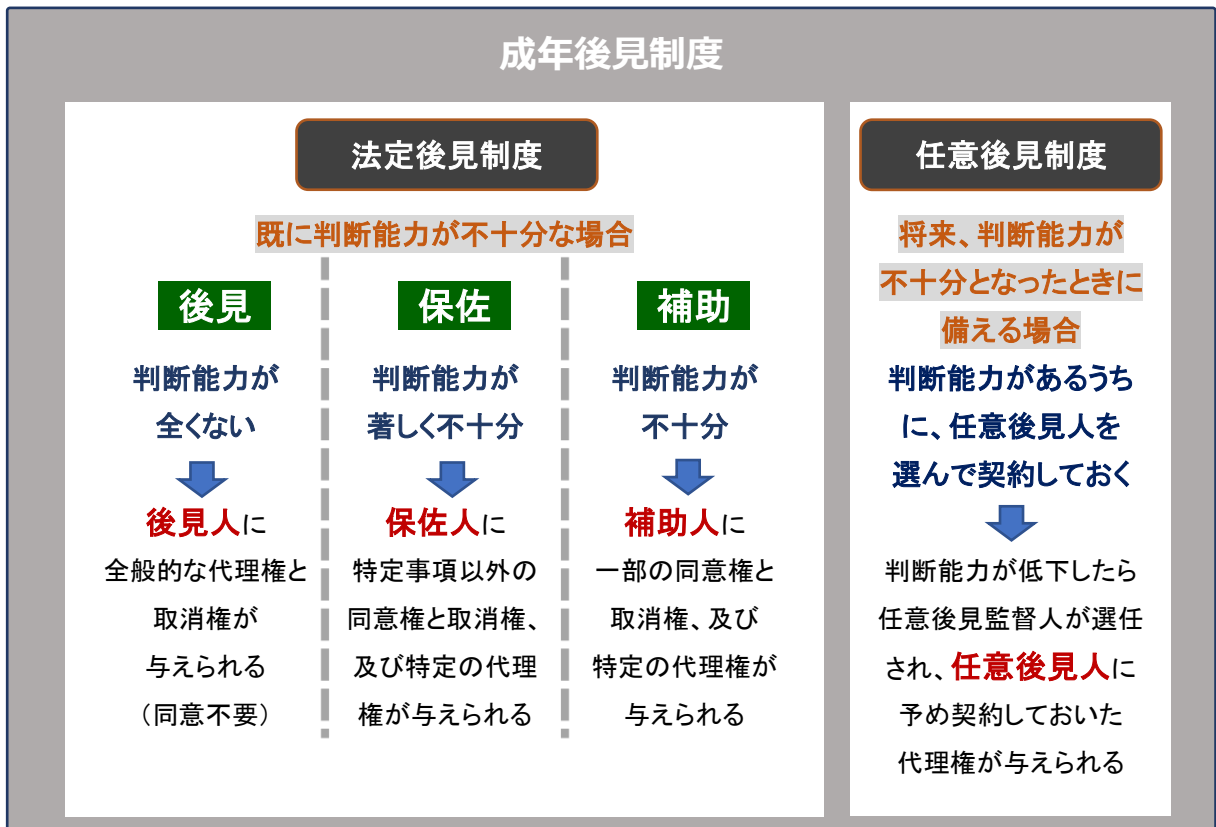 成年後見制度
法定後見制度
既に判断能力が不十分な場合
後見
判断能力が
全くない
後見人に
全般的な代理権と
取消権が
与えられる
（同意不要）
保佐
判断能力が
著しく不十分
保佐人に
特定事項以外の
同意権と取消権、
及び特定の代理
権が与えられる
補助
判断能力が
不十分
補助人に
一部の同意権と
取消権、及び
特定の代理権が
与えられる
任意後見制度
将来、判断能力が
不十分となったときに
備える場合
判断能力があるうち
に、任意後見人を
選んで契約しておく
判断能力が低下したら
任意後見監督人が選任
され、任意後見人に
予め契約しておいた
代理権が与えられる